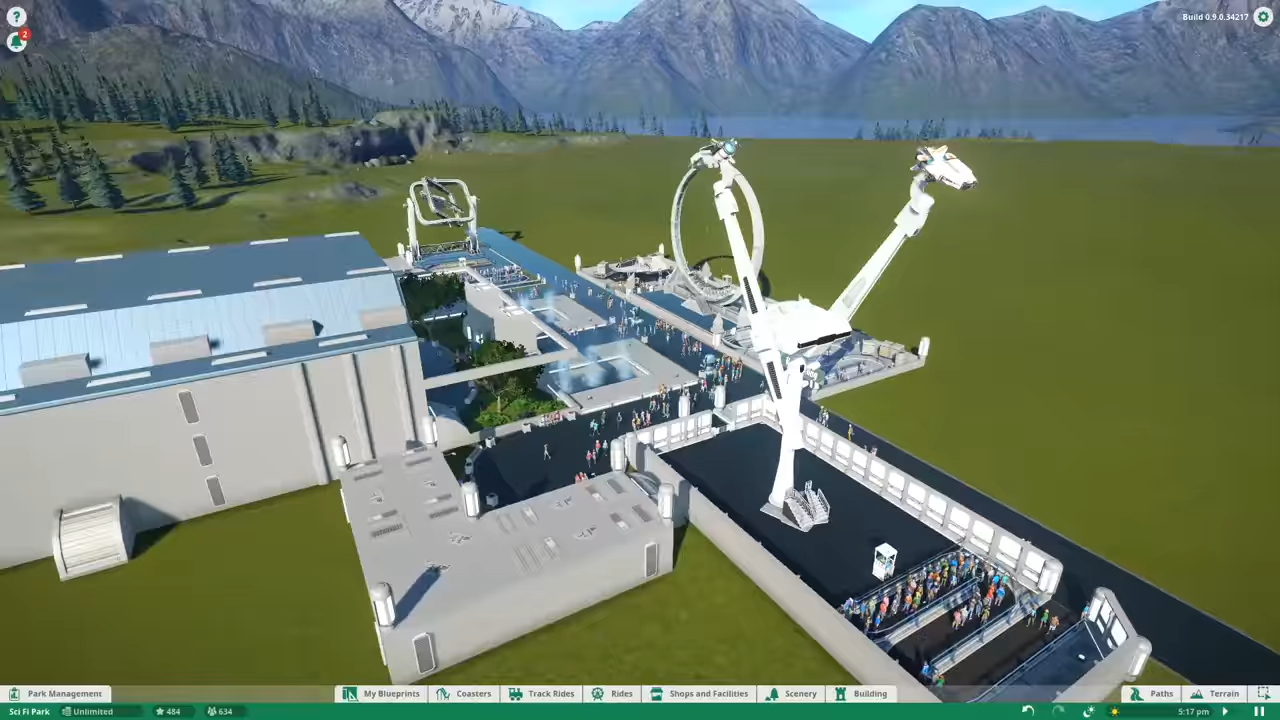 ?
2
Build 0.9.0.34217
Park Management
My Blueprints
Coasters
Track Rides
Rides
Shops and Facilities
Scenery
Building
Paths
Terrain
Sci Fi Park
Unlimited
484
634
5:17 pm